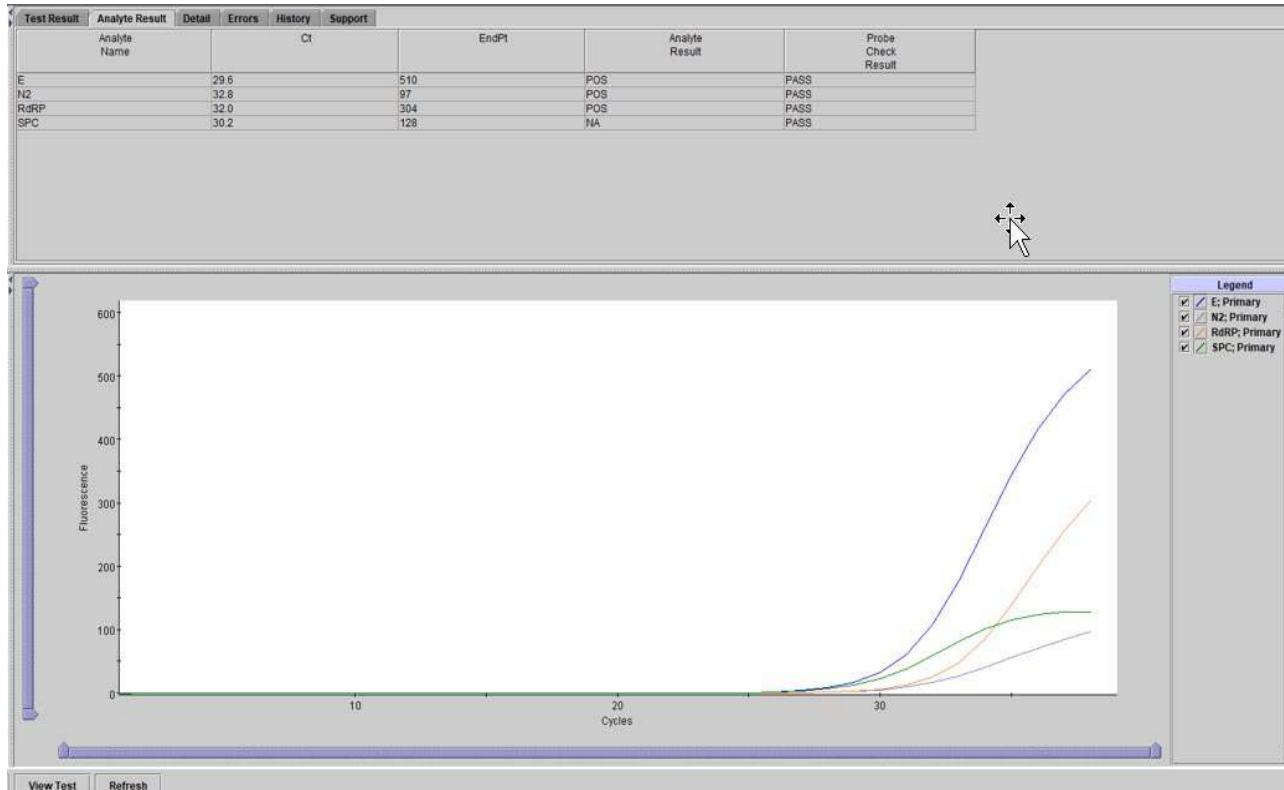 Test Result Analyte Result Detail Errors History Support
Analyte Name Ct EndPt Analyte Result Probe Check Result
E 29.6 510 POS PASS
N2 32.8 97 POS PASS
RdRP 32.0 304 POS PASS
SPC 30.2 128 NA PASS
Legend
E; Primary
N2; Primary
RdRP; Primary
SPC; Primary
600
500
400
300
200
100
0
Fluorescence
10 20 30
Cycles
View Test Refresh